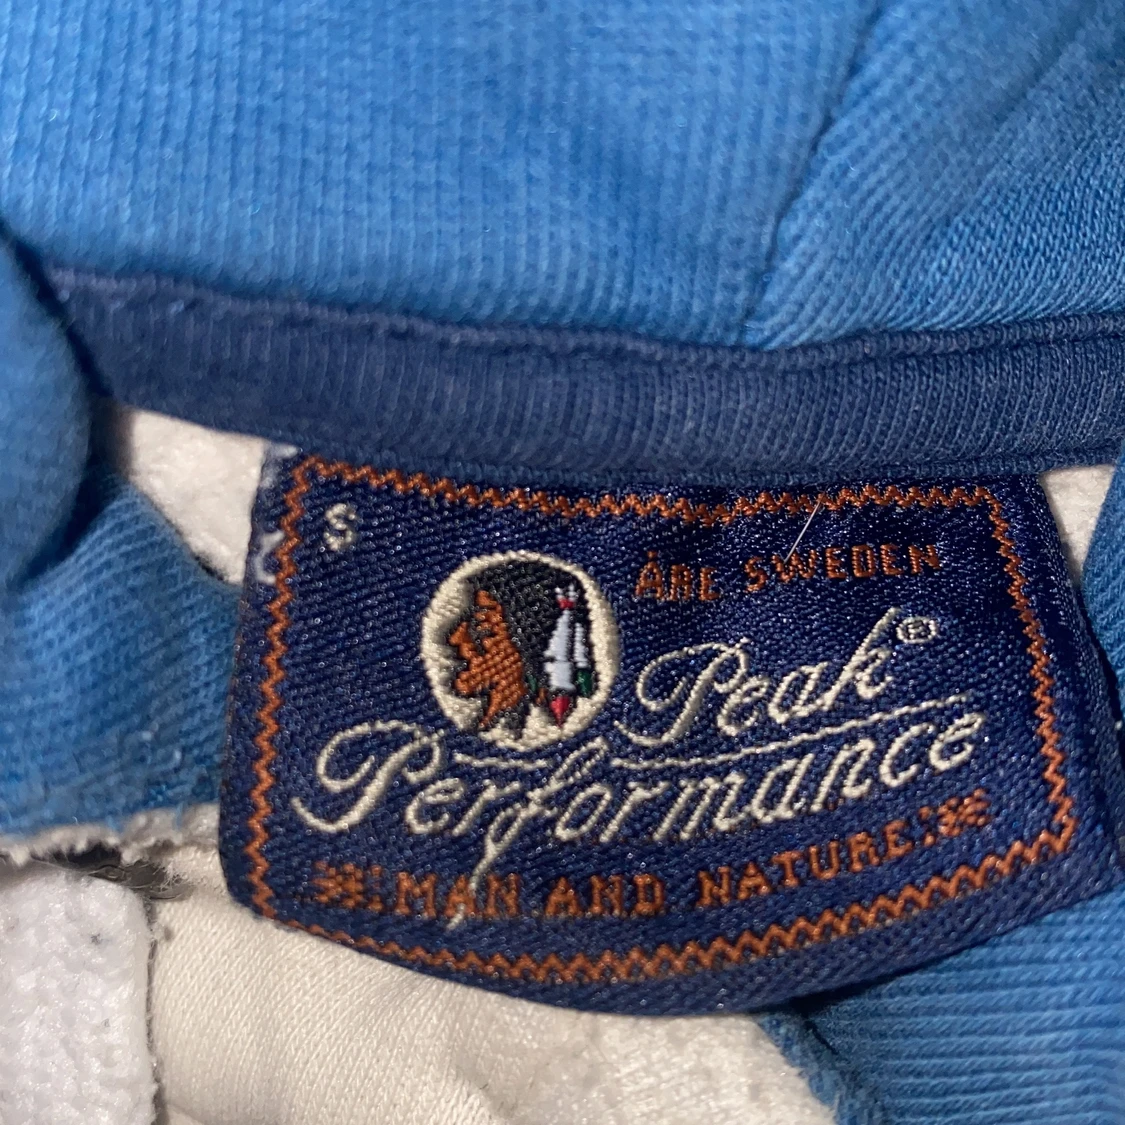 S
ÅRE SWEDEN
Peak®
Performance
MAN AND NATURE